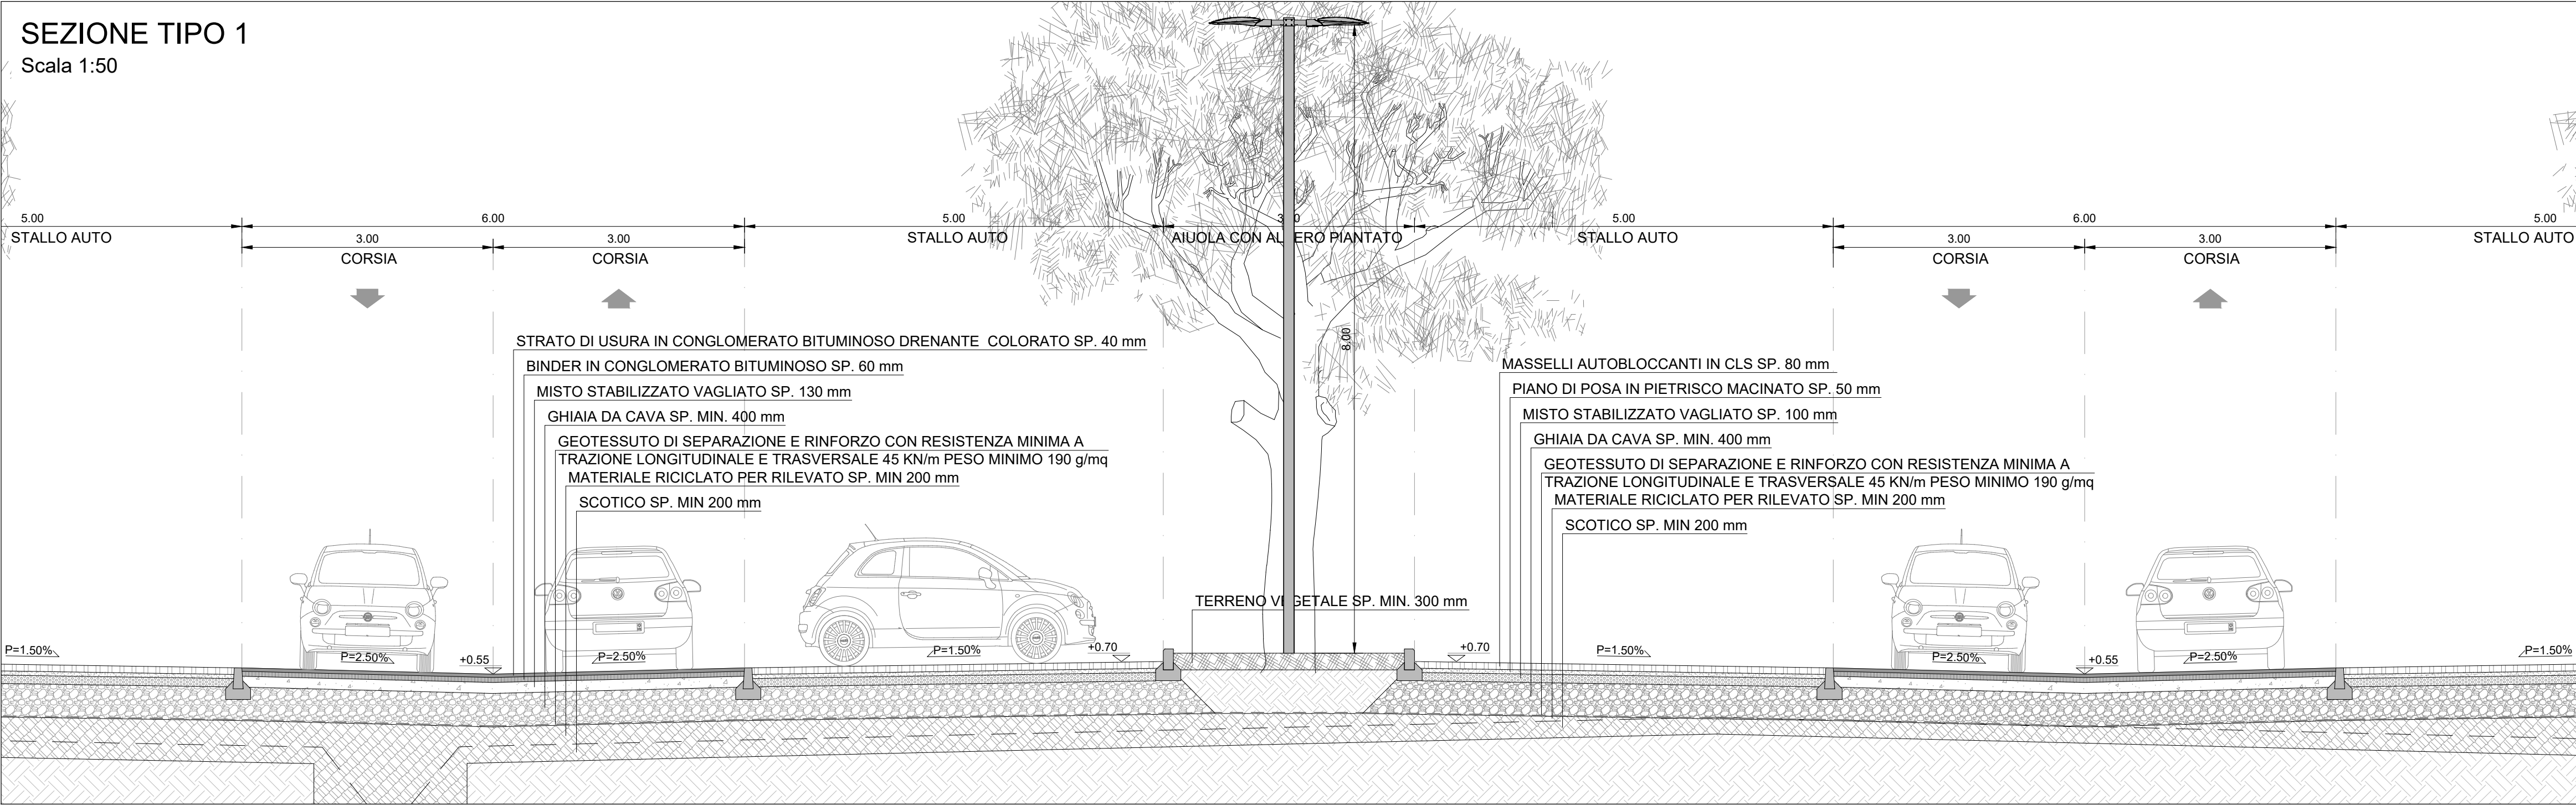 SEZIONE TIPO 1
Scala 1:50
5.00
6.00
5.00
5.00
6.00
5.00
STALLO AUTO
3.00
3.00
STALLO AUTO
AIUOLA CON AL ERO PIANTATO
STALLO AUTO
3.00
3.00
STALLO AUTO
CORSIA
CORSIA
CORSIA
CORSIA
STRATO DI USURA IN CONGLOMERATO BITUMINOSO DRENANTE COLORATO SP. 40 mm
BINDER IN CONGLOMERATO BITUMINOSO SP. 60 mm
MISTO STABILIZZATO VAGLIATO SP. 130 mm
GHIAIA DA CAVA SP. MIN. 400 mm
GEOTESSUTO DI SEPARAZIONE E RINFORZO CON RESISTENZA MINIMA A
TRAZIONE LONGITUDINALE E TRASVERSALE 45 KN/m PESO MINIMO 190 g/mq
MATERIALE RICICLATO PER RILEVATO SP. MIN 200 mm
SCOTICO SP. MIN 200 mm
8.00
MASSELLI AUTOBLOCCANTI IN CLS SP. 80 mm
PIANO DI POSA IN PIETRISCO MACINATO SP. 50 mm
MISTO STABILIZZATO VAGLIATO SP. 100 mm
GHIAIA DA CAVA SP. MIN. 400 mm
GEOTESSUTO DI SEPARAZIONE E RINFORZO CON RESISTENZA MINIMA A
TRAZIONE LONGITUDINALE E TRASVERSALE 45 KN/m PESO MINIMO 190 g/mq
MATERIALE RICICLATO PER RILEVATO SP. MIN 200 mm
SCOTICO SP. MIN 200 mm
TERRENO VEGETALE SP. MIN. 300 mm
P=1.50%
P=2.50%
+0.55
P=2.50%
P=1.50%
+0.70
+0.70
P=1.50%
P=2.50%
+0.55
P=2.50%
P=1.50%